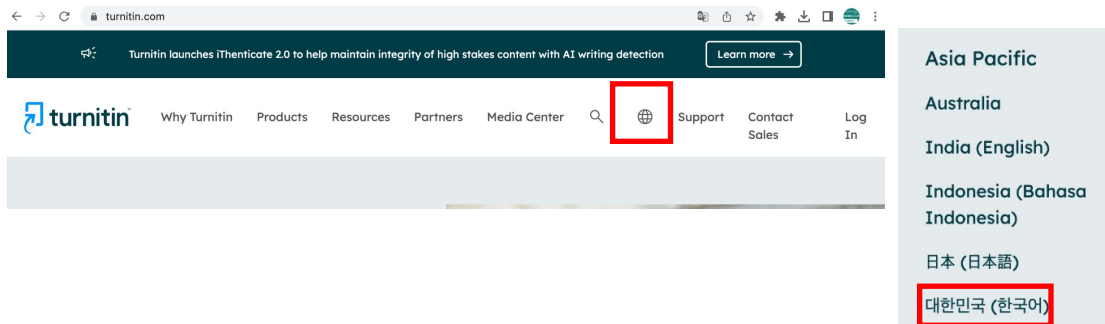 turnitin.com
Turnitin launches iThenticate 2.0 to help maintain integrity of high stakes content with AI writing detection
Learn more →
turnitin
Why Turnitin
Products
Resources
Partners
Media Center
Support
Contact
Sales
Log
In
Asia Pacific
Australia
India (English)
Indonesia (Bahasa
Indonesia)
日本 (日本語)
대한민국 (한국어)